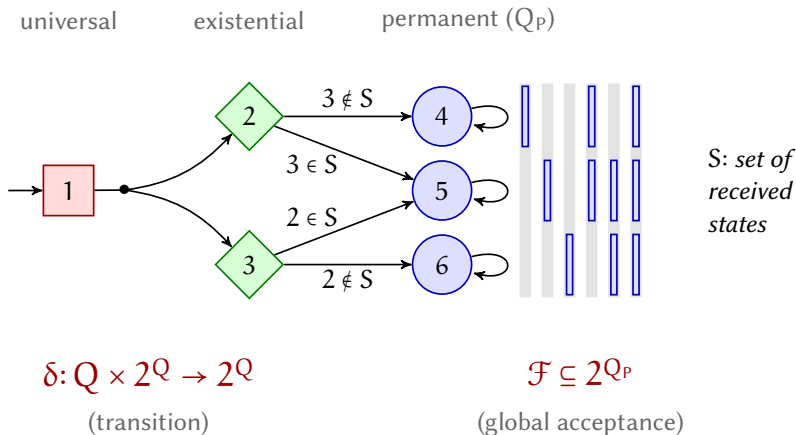 universal existential permanent (Q_P)
2 3 ∉ S 4
3 ∈ S
S: set of
1 5 received
states
2 ∈ S
3 6
2 ∉ S
δ: Q × 2^Q → 2^Q ℱ ⊆ 2^{Q_P}
(transition) (global acceptance)